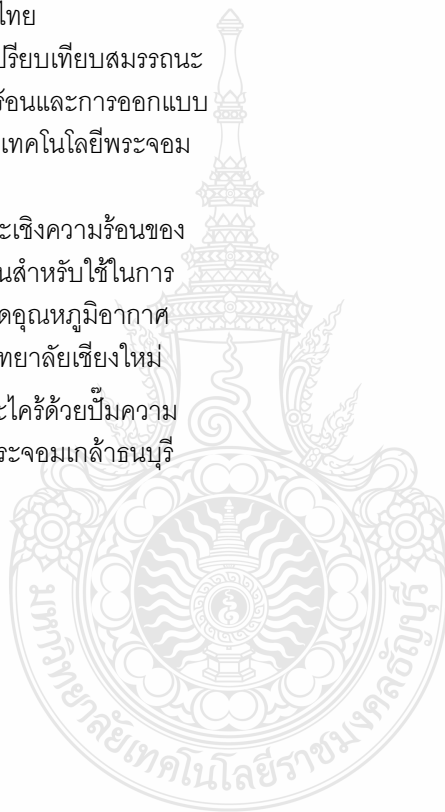 ไทย
ปรียบเทียบสมรรถนะ
ร้อนและการออกแบบ
เทคโนโลยีพระจอม
ะเชิงความร้อนของ
นสำหรับใช้ในการ
ดอุณหภูมิอากาศ
ทยาลัยเชียงใหม่
ะไคร้ด้วยปั๊มความ
ระจอมเกล้าธนบุรี
มหาวิทยาลัยเทคโนโลยีราชมงคลธัญบุรี